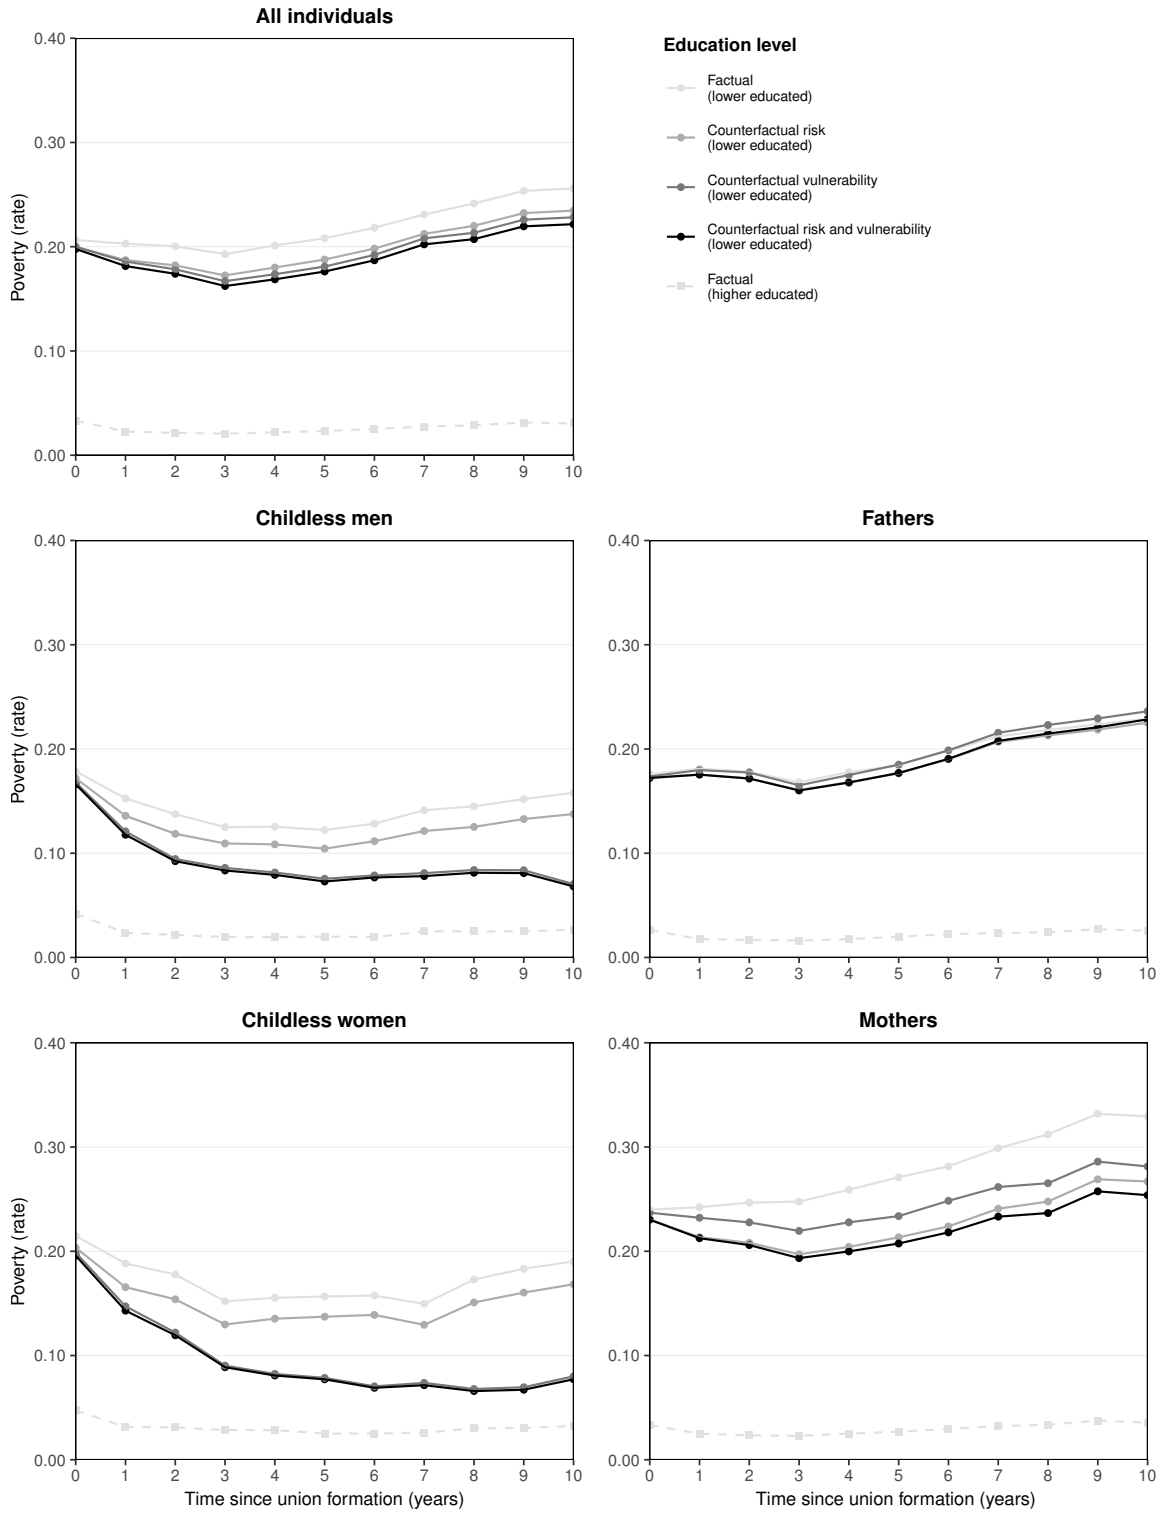 All individuals
0.40
0.30
0.20
0.10
0.00
Poverty (rate)
0 1 2 3 4 5 6 7 8 9 10
Education level
Factual
(lower educated)
Counterfactual risk
(lower educated)
Counterfactual vulnerability
(lower educated)
Counterfactual risk and vulnerability
(lower educated)
Factual
(higher educated)
Childless men
0.40
0.30
0.20
0.10
0.00
Poverty (rate)
0 1 2 3 4 5 6 7 8 9 10
Fathers
0.40
0.30
0.20
0.10
0.00
0 1 2 3 4 5 6 7 8 9 10
Childless women
0.40
0.30
0.20
0.10
0.00
Poverty (rate)
0 1 2 3 4 5 6 7 8 9 10
Time since union formation (years)
Mothers
0.40
0.30
0.20
0.10
0.00
0 1 2 3 4 5 6 7 8 9 10
Time since union formation (years)